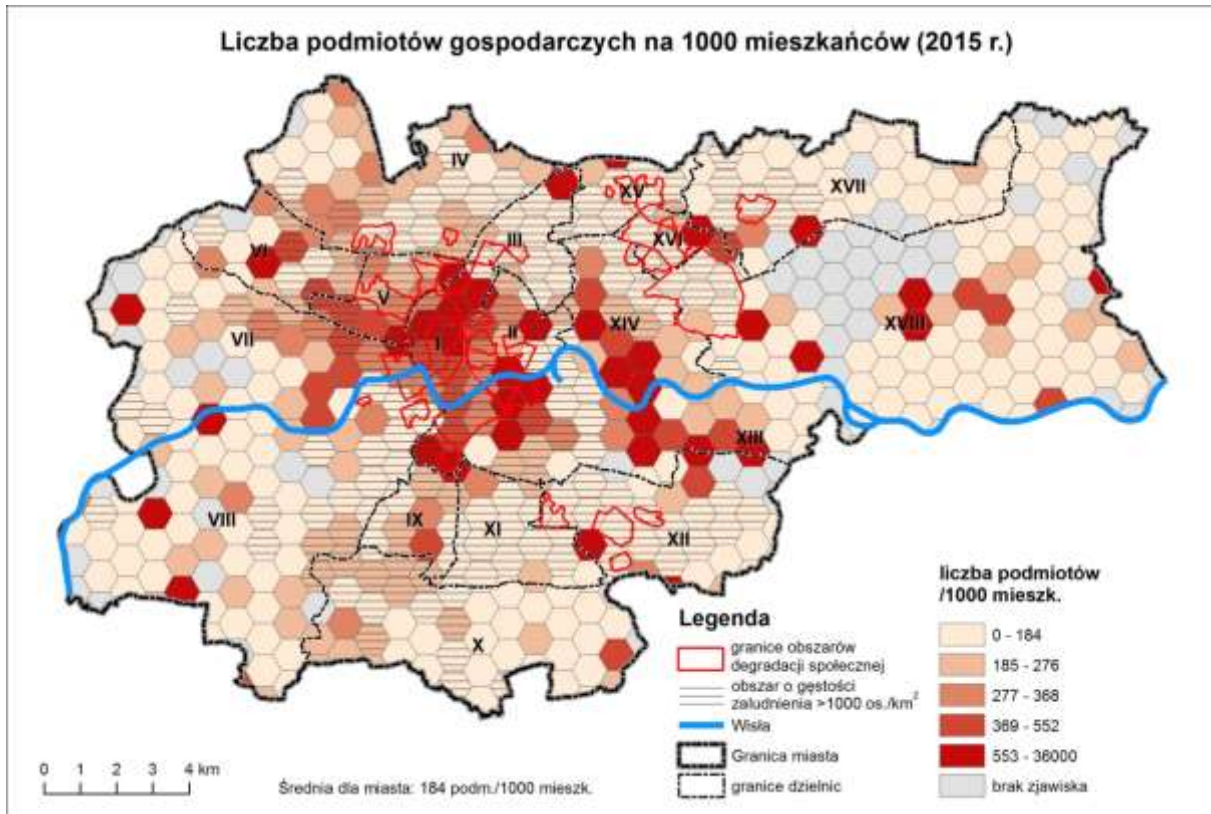 Liczba podmiotów gospodarczych na 1000 mieszkańców (2015 r.)
IV
XVII
XV
XVI
III
VI
V
VII
I
II
XIV
XVIII
XIII
VIII
IX
XI
XII
X
Legenda
granice obszarów
degradacji społecznej
obszar o gęstości
zaludnienia >1000 os./km²
Wisła
Granica miasta
granice dzielnic
liczba podmiotów
/1000 mieszk.
0 - 184
185 - 276
277 - 368
369 - 552
553 - 36000
brak zjawiska
0 1 2 3 4 km
Średnia dla miasta: 184 podm./1000 mieszk.